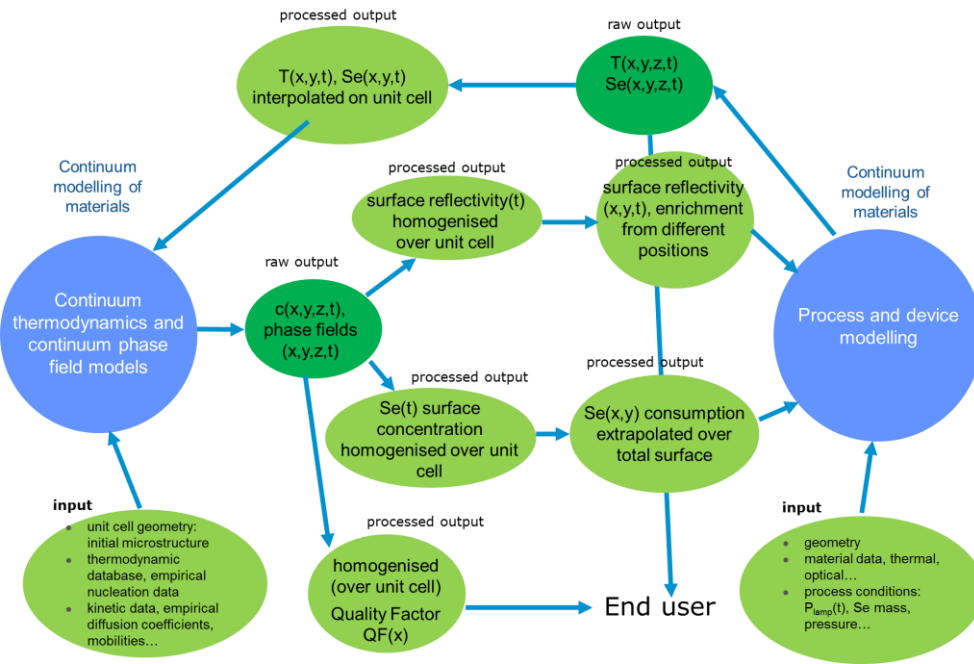 processed output
T(x,y,t), Se(x,y,t)
interpolated on unit cell
raw output
T(x,y,z,t)
Se(x,y,z,t)
Continuum
modelling of
materials
processed output
surface reflectivity(t)
homogenised
over unit cell
processed output
surface reflectivity
(x,y,t), enrichment
from different
positions
Continuum
modelling of
materials
Continuum
thermodynamics and
continuum phase
field models
raw output
c(x,y,z,t),
phase fields
(x,y,z,t)
Process and device
modelling
processed output
Se(t) surface
concentration
homogenised over unit
cell
processed output
Se(x,y) consumption
extrapolated over
total surface
input
• unit cell geometry:
initial microstructure
• thermodynamic
database, empirical
nucleation data
• kinetic data, empirical
diffusion coefficients,
mobilities…
processed output
homogenised
(over unit cell)
Quality Factor
QF(x)
End user
input
• geometry
• material data, thermal,
optical…
• process conditions:
Plamp(t), Se mass,
pressure…